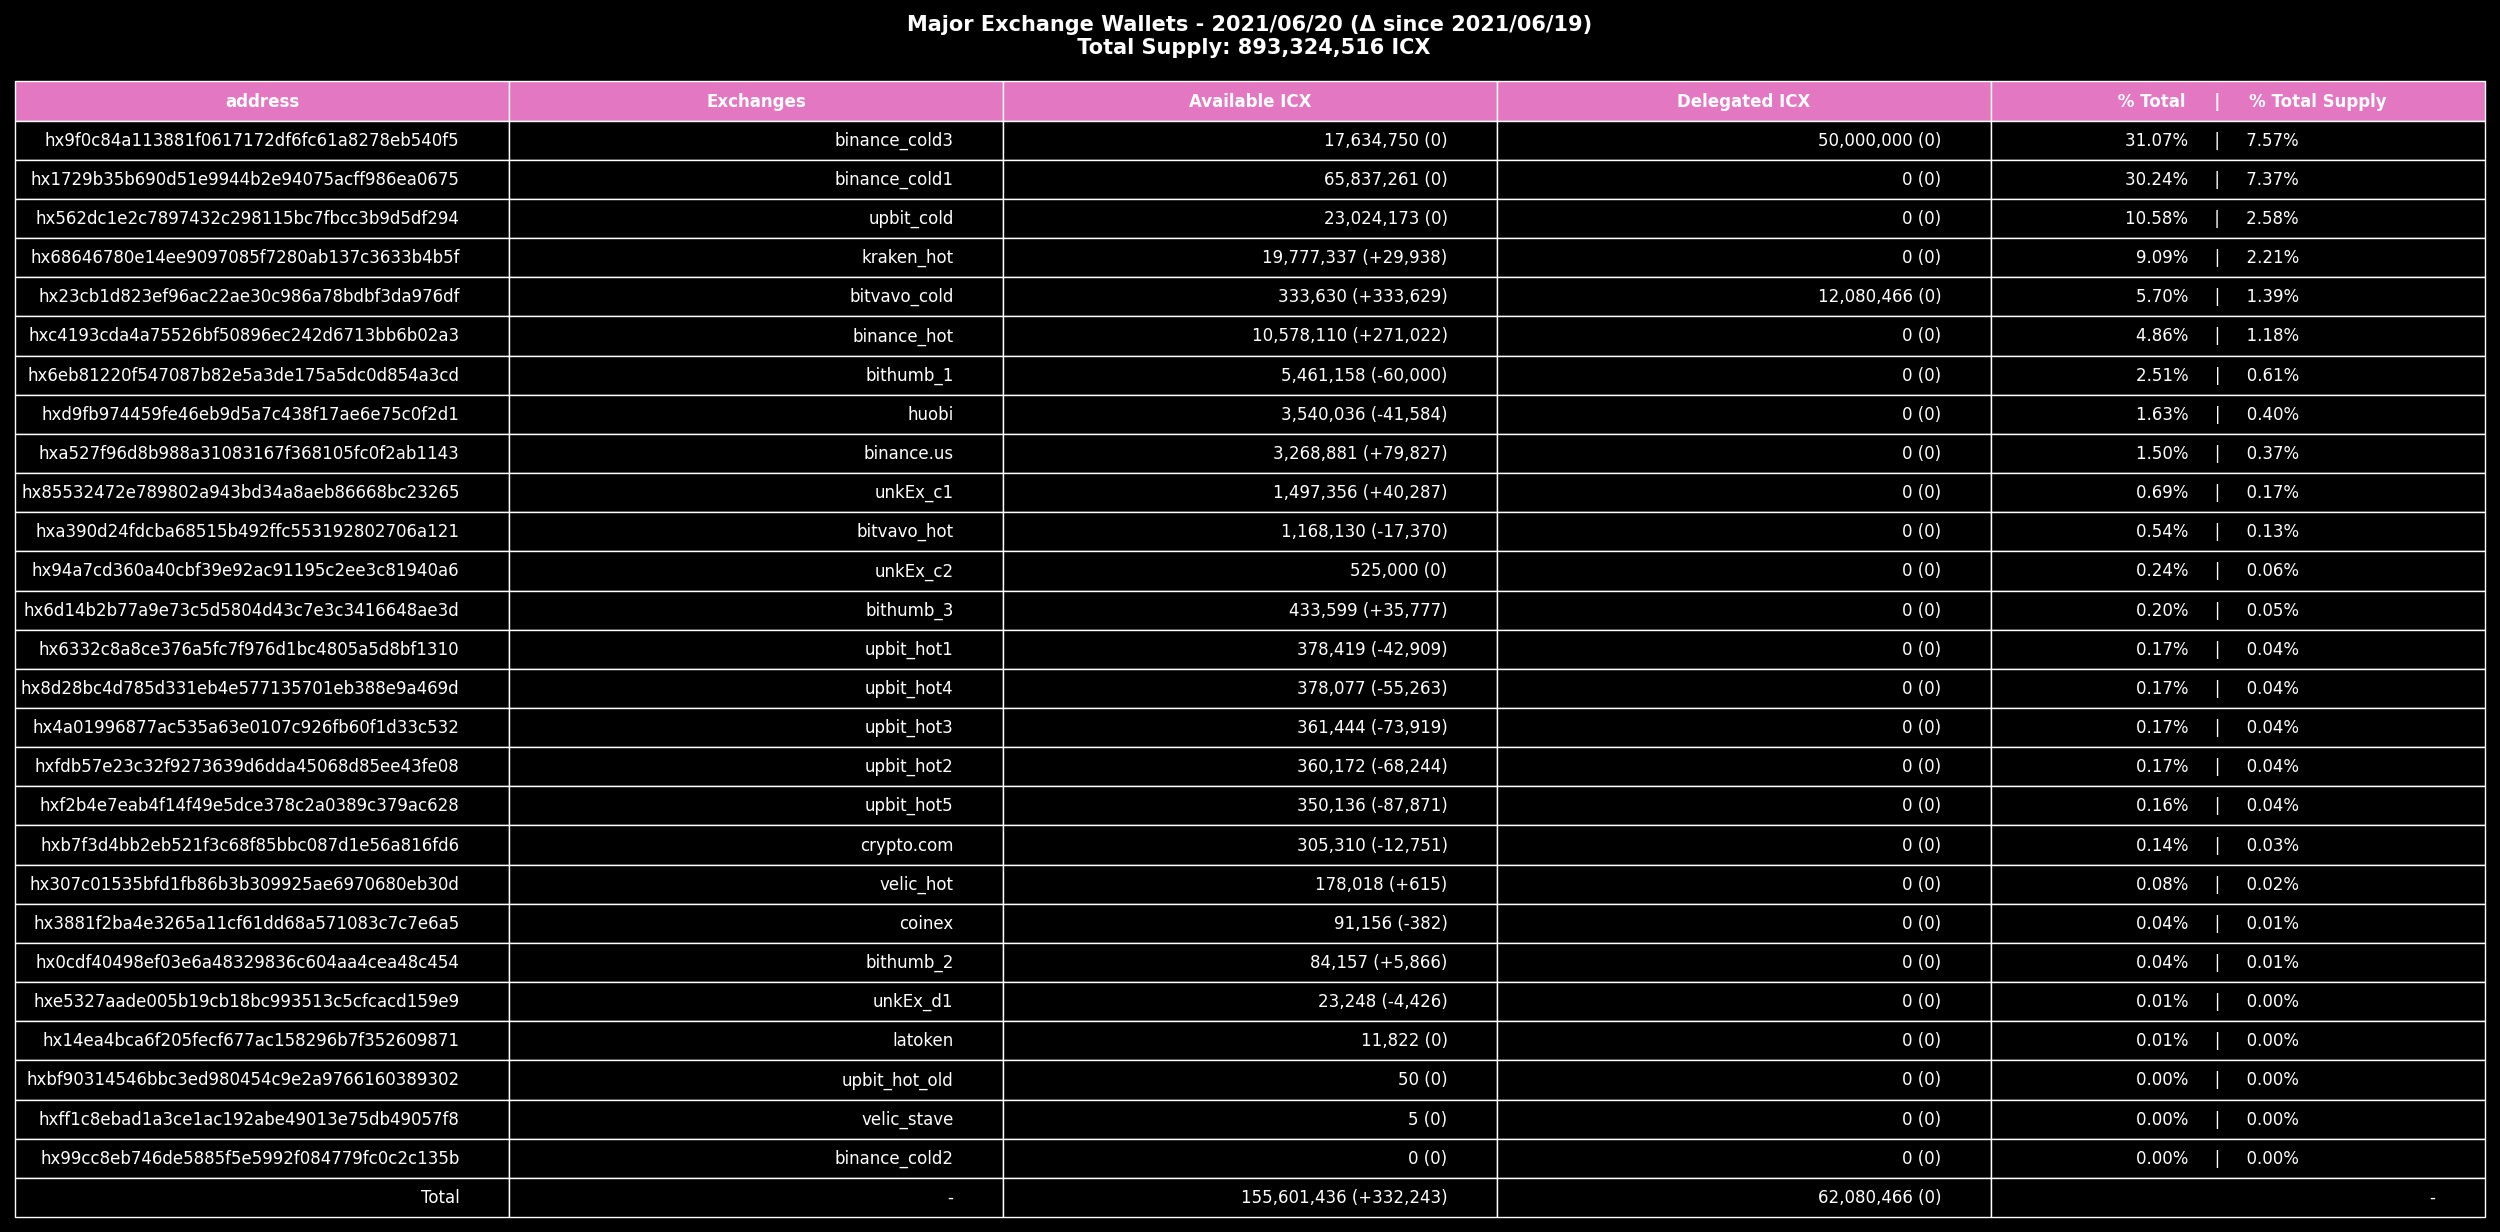 Major Exchange Wallets - 2021/06/20 (Δ since 2021/06/19)
Total Supply: 893,324,516 ICX
address Exchanges Available ICX Delegated ICX % Total | % Total Supply
hx9f0c84a113881f0617172df6fc61a8278eb540f5 binance_cold3 17,634,750 (0) 50,000,000 (0) 31.07% | 7.57%
hx1729b35b690d51e9944b2e94075acff986ea0675 binance_cold1 65,837,261 (0) 0 (0) 30.24% | 7.37%
hx562dc1e2c7897432c298115bc7fbcc3b9d5df294 upbit_cold 23,024,173 (0) 0 (0) 10.58% | 2.58%
hx68646780e14ee9097085f7280ab137c3633b4b5f kraken_hot 19,777,337 (+29,938) 0 (0) 9.09% | 2.21%
hx23cb1d823ef96ac22ae30c986a78bdbf3da976df bitvavo_cold 333,630 (+333,629) 12,080,466 (0) 5.70% | 1.39%
hxc4193cda4a75526bf50896ec242d6713bb6b02a3 binance_hot 10,578,110 (+271,022) 0 (0) 4.86% | 1.18%
hx6eb81220f547087b82e5a3de175a5dc0d854a3cd bithumb_1 5,461,158 (-60,000) 0 (0) 2.51% | 0.61%
hxd9fb974459fe46eb9d5a7c438f17ae6e75c0f2d1 huobi 3,540,036 (-41,584) 0 (0) 1.63% | 0.40%
hxa527f96d8b988a31083167f368105fc0f2ab1143 binance.us 3,268,881 (+79,827) 0 (0) 1.50% | 0.37%
hx85532472e789802a943bd34a8aeb86668bc23265 unkEx_c1 1,497,356 (+40,287) 0 (0) 0.69% | 0.17%
hxa390d24fdcba68515b492ffc553192802706a121 bitvavo_hot 1,168,130 (-17,370) 0 (0) 0.54% | 0.13%
hx94a7cd360a40cbf39e92ac91195c2ee3c81940a6 unkEx_c2 525,000 (0) 0 (0) 0.24% | 0.06%
hx6d14b2b77a9e73c5d5804d43c7e3c3416648ae3d bithumb_3 433,599 (+35,777) 0 (0) 0.20% | 0.05%
hx6332c8a8ce376a5fc7f976d1bc4805a5d8bf1310 upbit_hot1 378,419 (-42,909) 0 (0) 0.17% | 0.04%
hx8d28bc4d785d331eb4e577135701eb388e9a469d upbit_hot4 378,077 (-55,263) 0 (0) 0.17% | 0.04%
hx4a01996877ac535a63e0107c926fb60f1d33c532 upbit_hot3 361,444 (-73,919) 0 (0) 0.17% | 0.04%
hxfdb57e23c32f9273639d6dda45068d85ee43fe08 upbit_hot2 360,172 (-68,244) 0 (0) 0.17% | 0.04%
hxf2b4e7eab4f14f49e5dce378c2a0389c379ac628 upbit_hot5 350,136 (-87,871) 0 (0) 0.16% | 0.04%
hxb7f3d4bb2eb521f3c68f85bbc087d1e56a816fd6 crypto.com 305,310 (-12,751) 0 (0) 0.14% | 0.03%
hx307c01535bfd1fb86b3b309925ae6970680eb30d velic_hot 178,018 (+615) 0 (0) 0.08% | 0.02%
hx3881f2ba4e3265a11cf61dd68a571083c7c7e6a5 coinex 91,156 (-382) 0 (0) 0.04% | 0.01%
hx0cdf40498ef03e6a48329836c604aa4cea48c454 bithumb_2 84,157 (+5,866) 0 (0) 0.04% | 0.01%
hxe5327aade005b19cb18bc993513c5cfcacd159e9 unkEx_d1 23,248 (-4,426) 0 (0) 0.01% | 0.00%
hx14ea4bca6f205fecf677ac158296b7f352609871 latoken 11,822 (0) 0 (0) 0.01% | 0.00%
hxbf90314546bbc3ed980454c9e2a9766160389302 upbit_hot_old 50 (0) 0 (0) 0.00% | 0.00%
hxff1c8ebad1a3ce1ac192abe49013e75db49057f8 velic_stave 5 (0) 0 (0) 0.00% | 0.00%
hx99cc8eb746de5885f5e5992f084779fc0c2c135b binance_cold2 0 (0) 0 (0) 0.00% | 0.00%
Total - 155,601,436 (+332,243) 62,080,466 (0) -